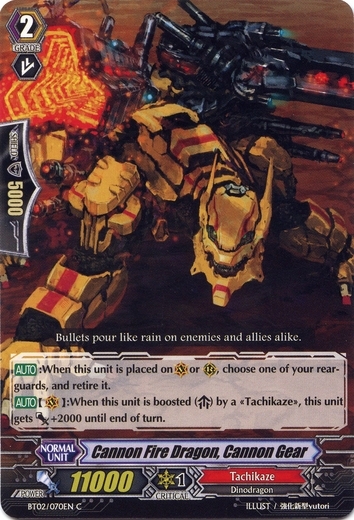 2
GRADE
SHIELD
5000
Bullets pour like rain on enemies and allies alike.
AUTO:When this unit is placed on or , choose one of your rear-
guards, and retire it.
AUTO[ ]:When this unit is boosted ( ) by a «Tachikaze», this unit
gets +2000 until end of turn.
NORMAL
UNIT
Cannon Fire Dragon, Cannon Gear
POWER
11000
1
CRITICAL
Tachikaze
Dinodragon
BT02/070EN C
ILLUST / 強化新型yutori